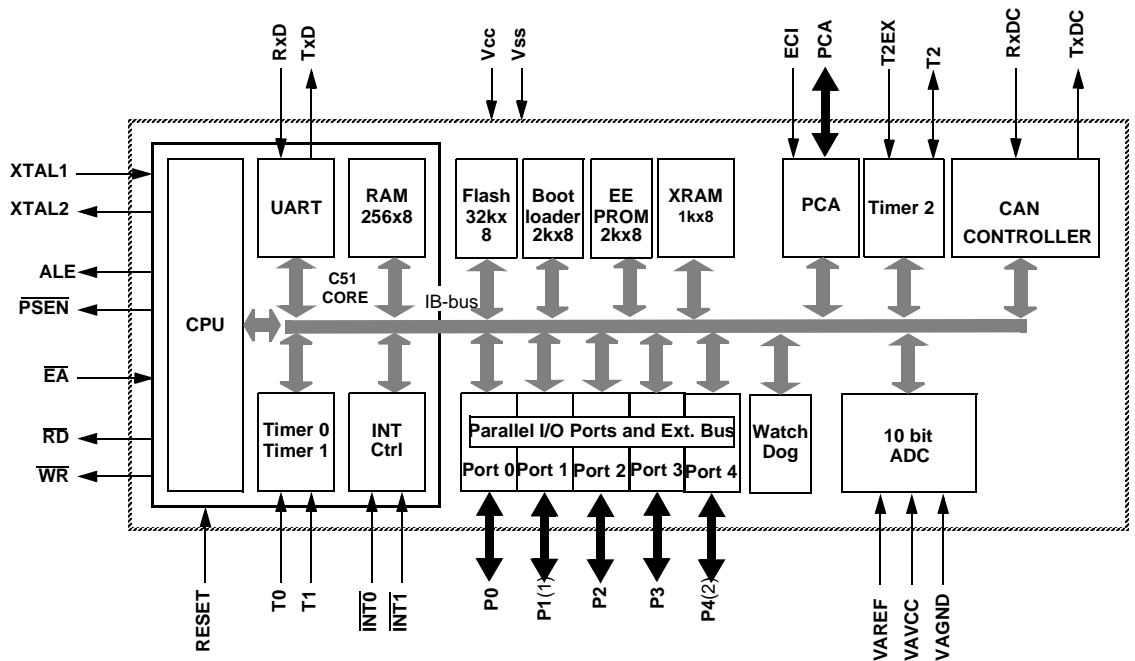 RxD
TxD
Vcc
Vss
ECI
PCA
T2EX
T2
RxDC
TxDC
XTAL1
XTAL2
ALE
PSEN
EA
RD
WR
CPU
UART
RAM
256x8
C51
CORE
IB-bus
Flash
32kx
8
Boot
loader
2kx8
EE
PROM
2kx8
XRAM
1kx8
PCA
Timer 2
CAN
CONTROLLER
Timer 0
Timer 1
INT
Ctrl
Parallel I/O Ports and Ext. Bus
Port 0
Port 1
Port 2
Port 3
Port 4
Watch
Dog
10 bit
ADC
RESET
T0
T1
INT0
INT1
P0
P1(1)
P2
P3
P4(2)
VAREF
VAVCC
VAGND